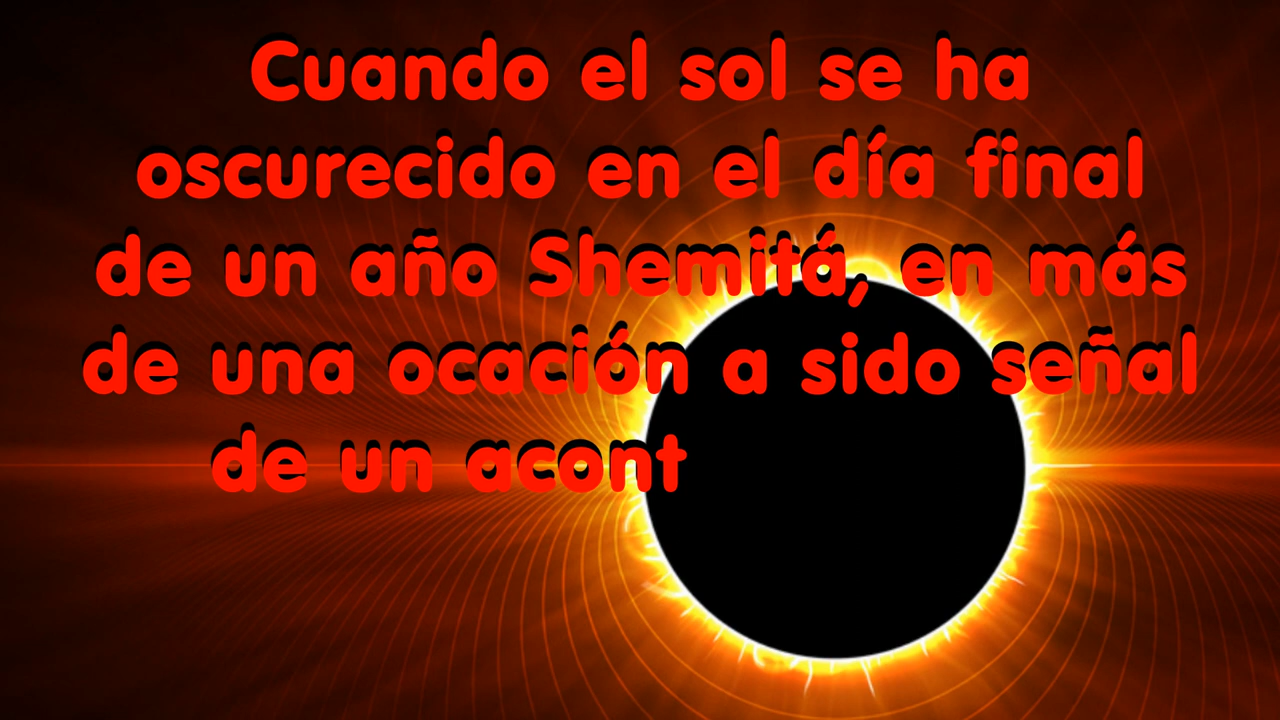 Cuando el sol se ha
oscurecido en el día final
de un año Shemitá, en más
de una ocación a sido señal
de un acont